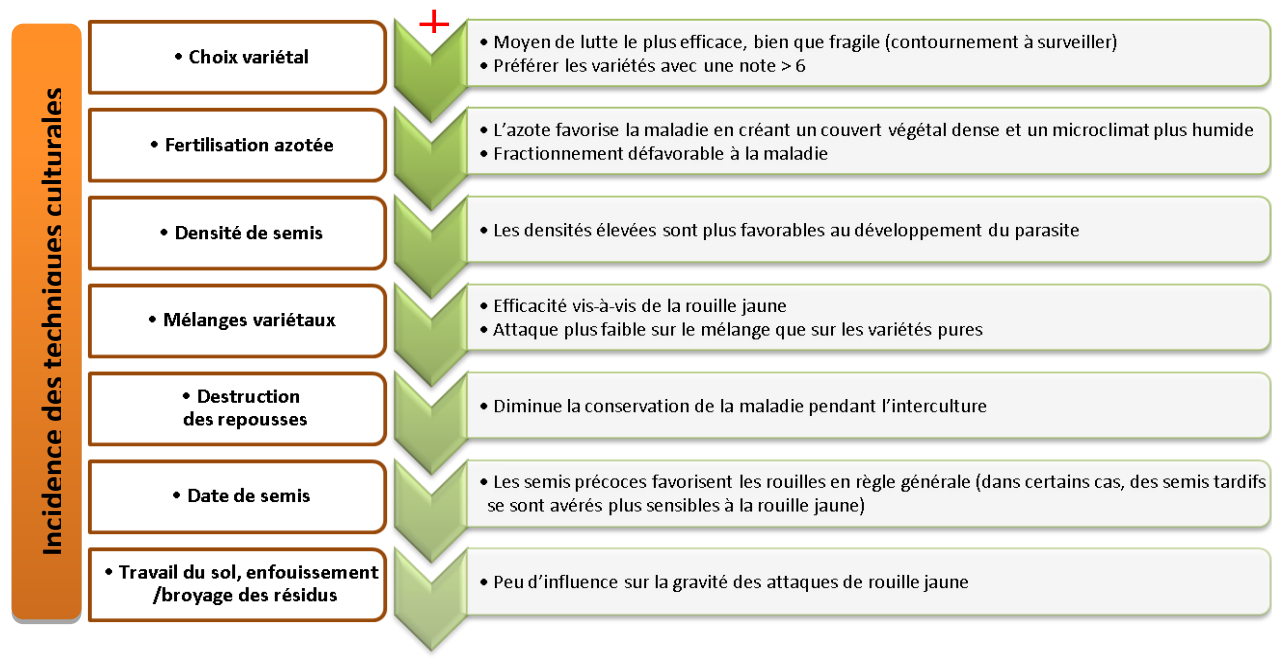 Incidence des techniques culturales
+
• Choix variétal
• Moyen de lutte le plus efficace, bien que fragile (contournement à surveiller)
• Préférer les variétés avec une note > 6
• Fertilisation azotée
• L'azote favorise la maladie en créant un couvert végétal dense et un microclimat plus humide
• Fractionnement défavorable à la maladie
• Densité de semis
• Les densités élevées sont plus favorables au développement du parasite
• Mélanges variétaux
• Efficacité vis-à-vis de la rouille jaune
• Attaque plus faible sur le mélange que sur les variétés pures
• Destruction
des repousses
• Diminue la conservation de la maladie pendant l'interculture
• Date de semis
• Les semis précoces favorisent les rouilles en règle générale (dans certains cas, des semis tardifs
se sont avérés plus sensibles à la rouille jaune)
• Travail du sol, enfouissement
/broyage des résidus
• Peu d'influence sur la gravité des attaques de rouille jaune